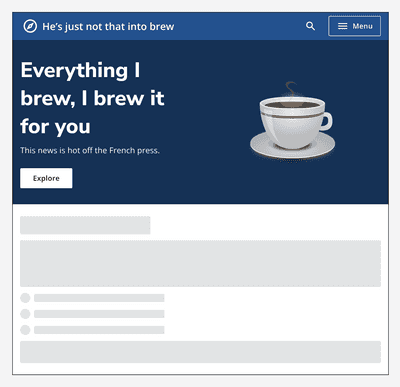 He's just not that into brew
Menu
Everything I
brew, I brew it
for you
This news is hot off the French press.
Explore